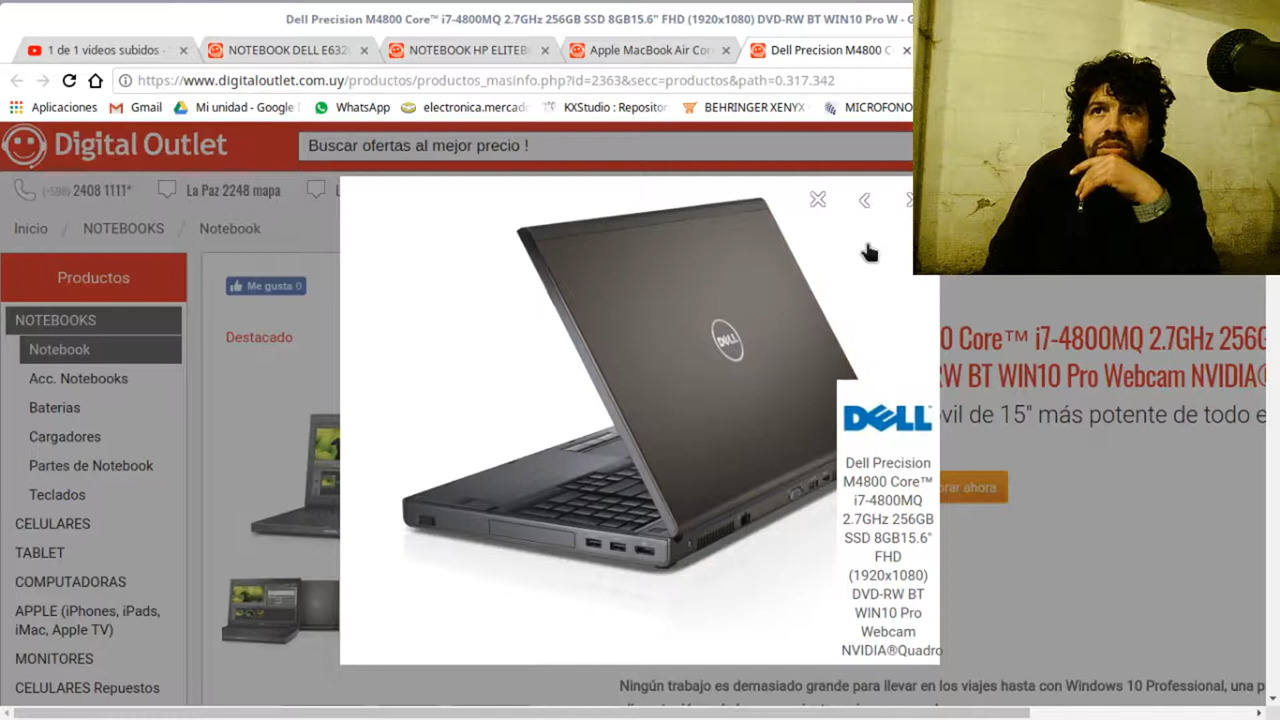 Dell Precision M4800 Core™ i7-4800MQ 2.7GHz 256GB SSD 8GB15.6" FHD (1920x1080) DVD-RW BT WIN10 Pro W - G
1 de 1 videos subidos -
NOTEBOOK DELL E632
NOTEBOOK HP ELITEB
Apple MacBook Air Co
Dell Precision M4800 C
https://www.digitaloutlet.com.uy/productos/productos_masinfo.php?id=2363&secc=productos&path=0.317.342
Aplicaciones
Gmail
Mi unidad - Google
WhatsApp
electronica.mercad
KXStudio : Repositor
BEHRINGER XENYX
MICROFONO
Digital Outlet
Buscar ofertas al mejor precio !
(+598) 2408 1111*
La Paz 2248 mapa
Inicio / NOTEBOOKS / Notebook
Productos
Me gusta 0
NOTEBOOKS
Destacado
Notebook
Acc. Notebooks
Baterias
Cargadores
Partes de Notebook
Teclados
CELULARES
TABLET
COMPUTADORAS
APPLE (iPhones, iPads,
iMac, Apple TV)
MONITORES
CELULARES Repuestos
DELL
DELL
Dell Precision
M4800 Core™
i7-4800MQ
2.7GHz 256GB
SSD 8GB15.6"
FHD
(1920x1080)
DVD-RW BT
WIN10 Pro
Webcam
NVIDIA®Quadro
0 Core™ i7-4800MQ 2.7GHz 256G
RW BT WIN10 Pro Webcam NVIDIA®
vil de 15" más potente de todo e
rar ahora
Ningún trabajo es demasiado grande para llevar en los viajes hasta con Windows 10 Professional, una p